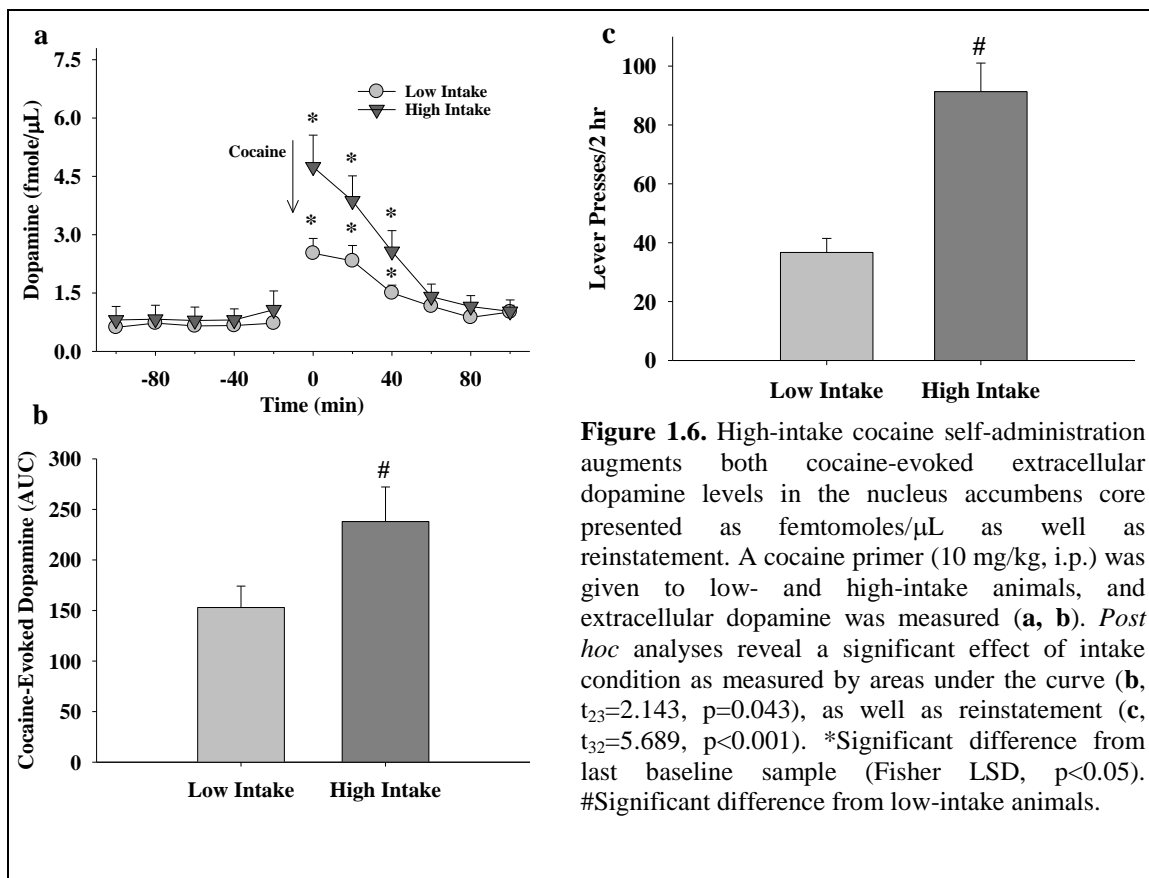 a
7.5
6.0
4.5
3.0
1.5
0.0
Dopamine (fmole/μL)
Low Intake
High Intake
Cocaine
*
*
*
*
*
*
-80
-40
0
40
80
Time (min)
b
300
250
200
150
100
50
0
Cocaine-Evoked Dopamine (AUC)
#
Low Intake
High Intake
c
100
80
60
40
20
0
Lever Presses/2 hr
#
Low Intake
High Intake
Figure 1.6. High-intake cocaine self-administration
augments both cocaine-evoked extracellular
dopamine levels in the nucleus accumbens core
presented as femtomoles/μL as well as
reinstatement. A cocaine primer (10 mg/kg, i.p.) was
given to low- and high-intake animals, and
extracellular dopamine was measured (a, b). Post
hoc analyses reveal a significant effect of intake
condition as measured by areas under the curve (b,
t23=2.143, p=0.043), as well as reinstatement (c,
t32=5.689, p<0.001). *Significant difference from
last baseline sample (Fisher LSD, p<0.05).
#Significant difference from low-intake animals.